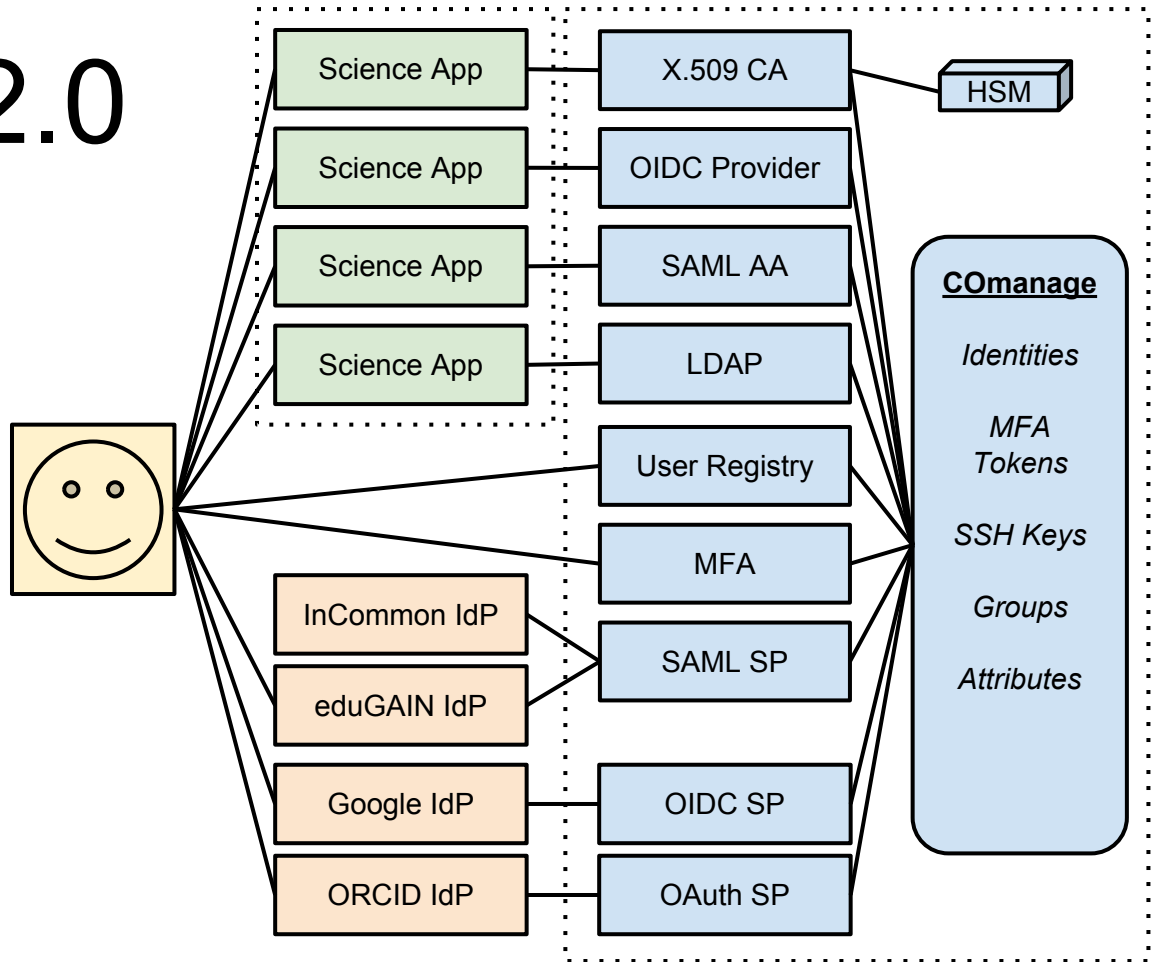 2.0
Science App
X.509 CA
HSM
Science App
OIDC Provider
Science App
SAML AA
Science App
LDAP
User Registry
MFA
InCommon IdP
SAML SP
eduGAIN IdP
Google IdP
OIDC SP
ORCID IdP
OAuth SP
COmanage
Identities
MFA
Tokens
SSH Keys
Groups
Attributes